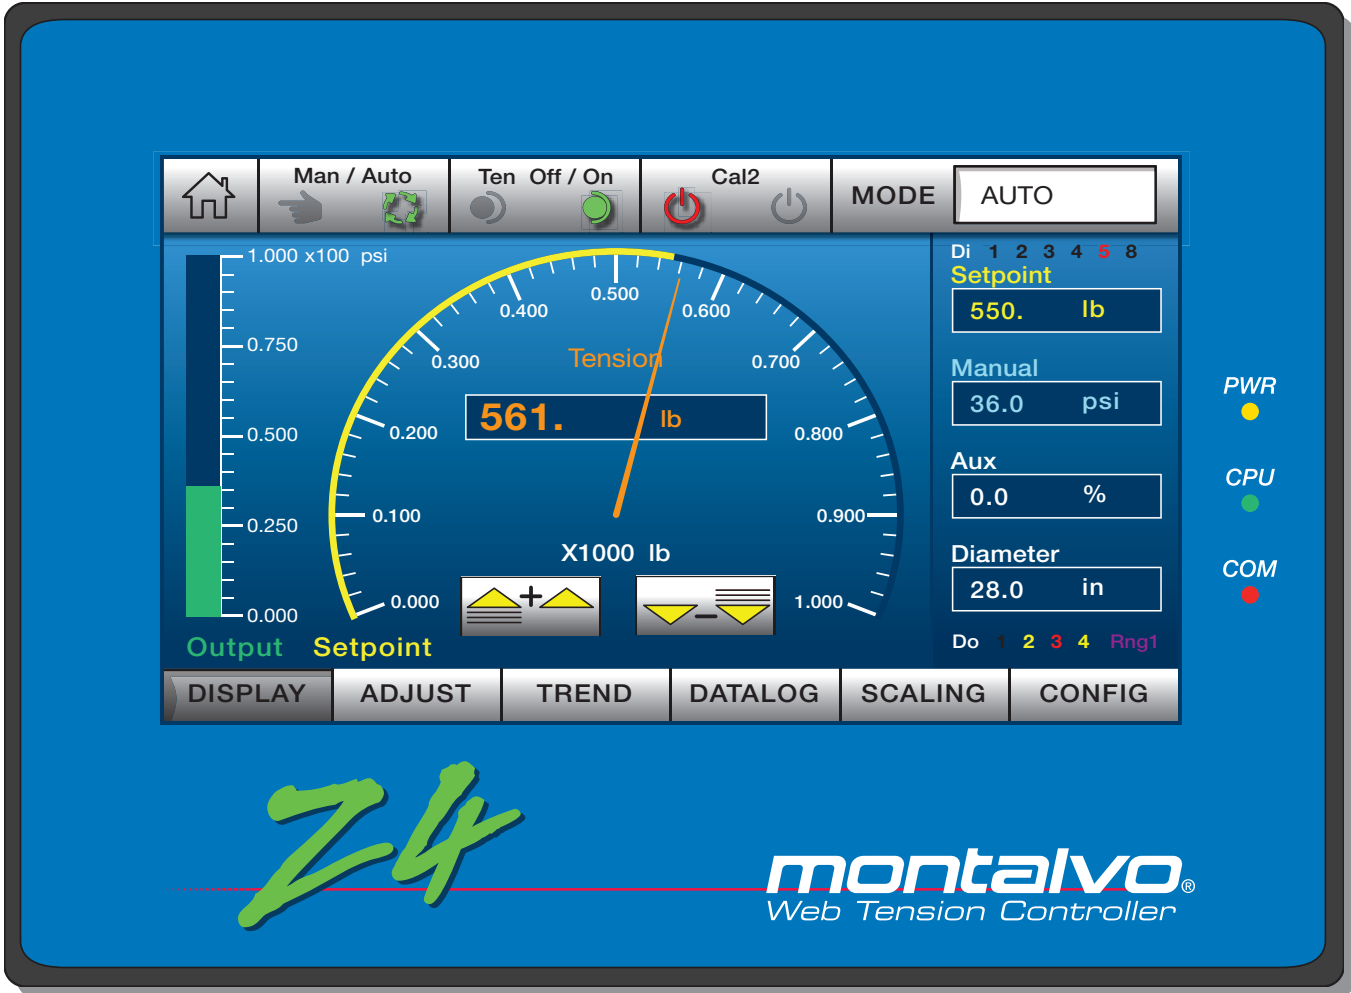 Man / Auto
Ten Off / On
Cal2
MODE
AUTO
1.000 x100 psi
0.750
0.500
0.250
0.000
Output
Setpoint
0.000
0.100
0.200
0.300
0.400
0.500
0.600
0.700
0.800
0.900
1.000
Tension
561. lb
X1000 lb
+
–
Di 1 2 3 4 5 8
Setpoint
550. lb
Manual
36.0 psi
Aux
0.0 %
Diameter
28.0 in
Do 1 2 3 4 Rng1
PWR
CPU
COM
DISPLAY
ADJUST
TREND
DATALOG
SCALING
CONFIG
Z4
montalvo®
Web Tension Controller